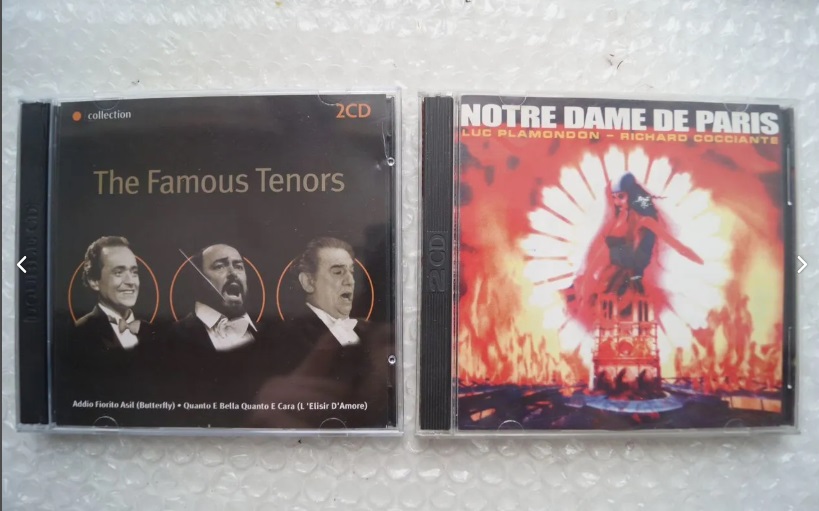 collection
2CD
The Famous Tenors
Addio Fiorito Asil (Butterfly) • Quanto E Bella Quanto E Cara (L 'Elisir D'Amore)
NOTRE DAME DE PARIS
LUC PLAMONDON – RICHARD COCCIANTE
2CD